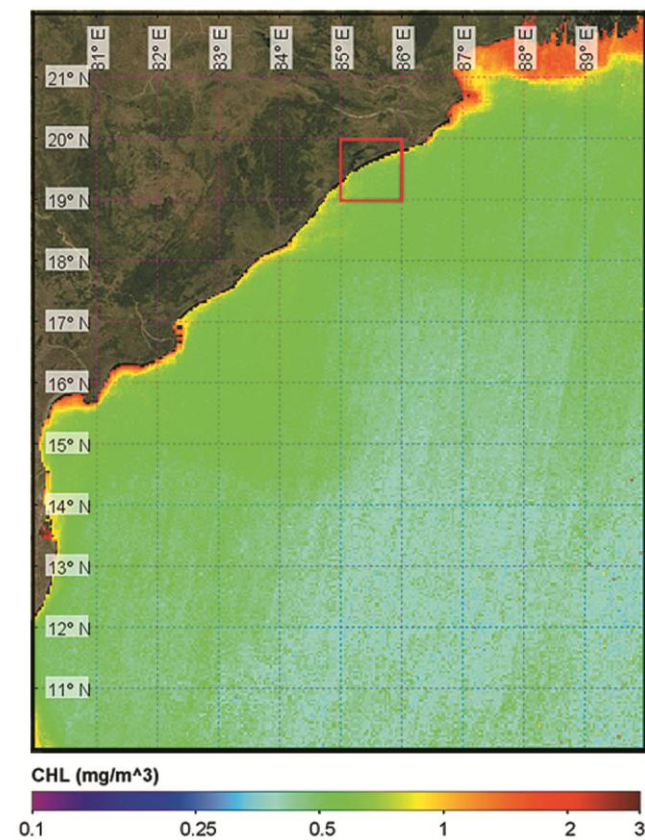 81° E 82° E 83° E 84° E 85° E 86° E 87° E 88° E 89° E
21° N
20° N
19° N
18° N
17° N
16° N
15° N
14° N
13° N
12° N
11° N
CHL (mg/m^3)
0.1 0.25 0.5 1 2 3